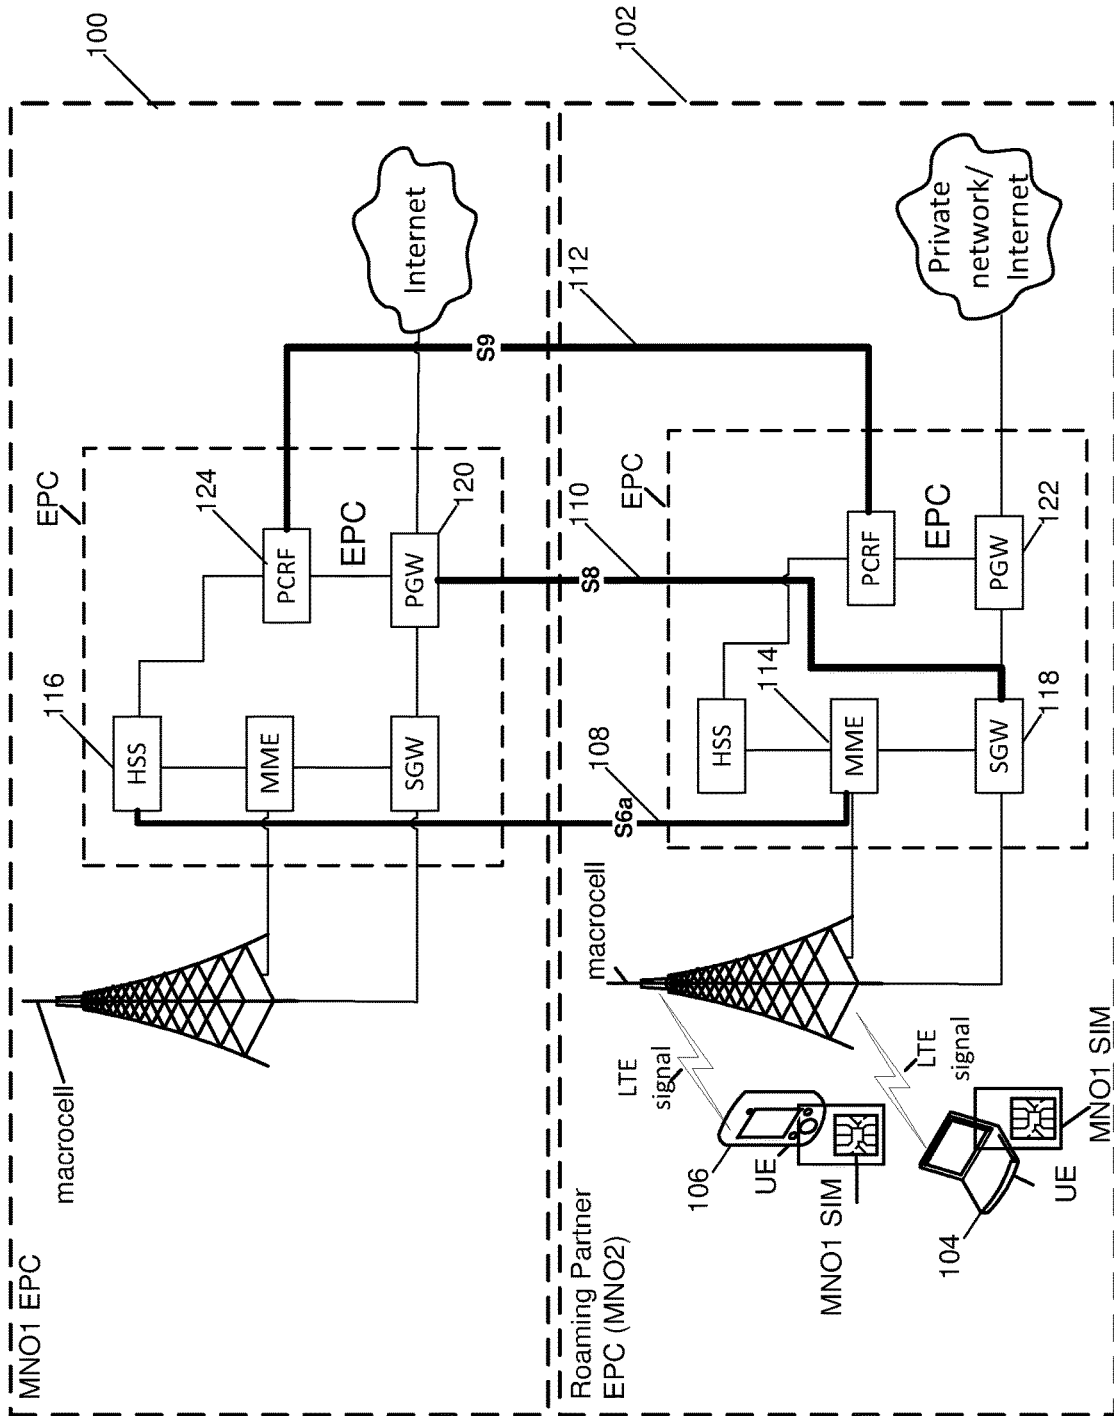 MNO1 EPC
100
macrocell
EPC
116
HSS
124
PCRF
MME
EPC
SGW
PGW
120
Internet
S9
102
Roaming Partner
EPC (MNO2)
macrocell
S6a
108
S8
110
112
EPC
HSS
114
MME
PCRF
EPC
SGW
118
PGW
122
Private
network/
Internet
LTE
signal
LTE
signal
106
UE
MNO1 SIM
104
UE
MNO1 SIM